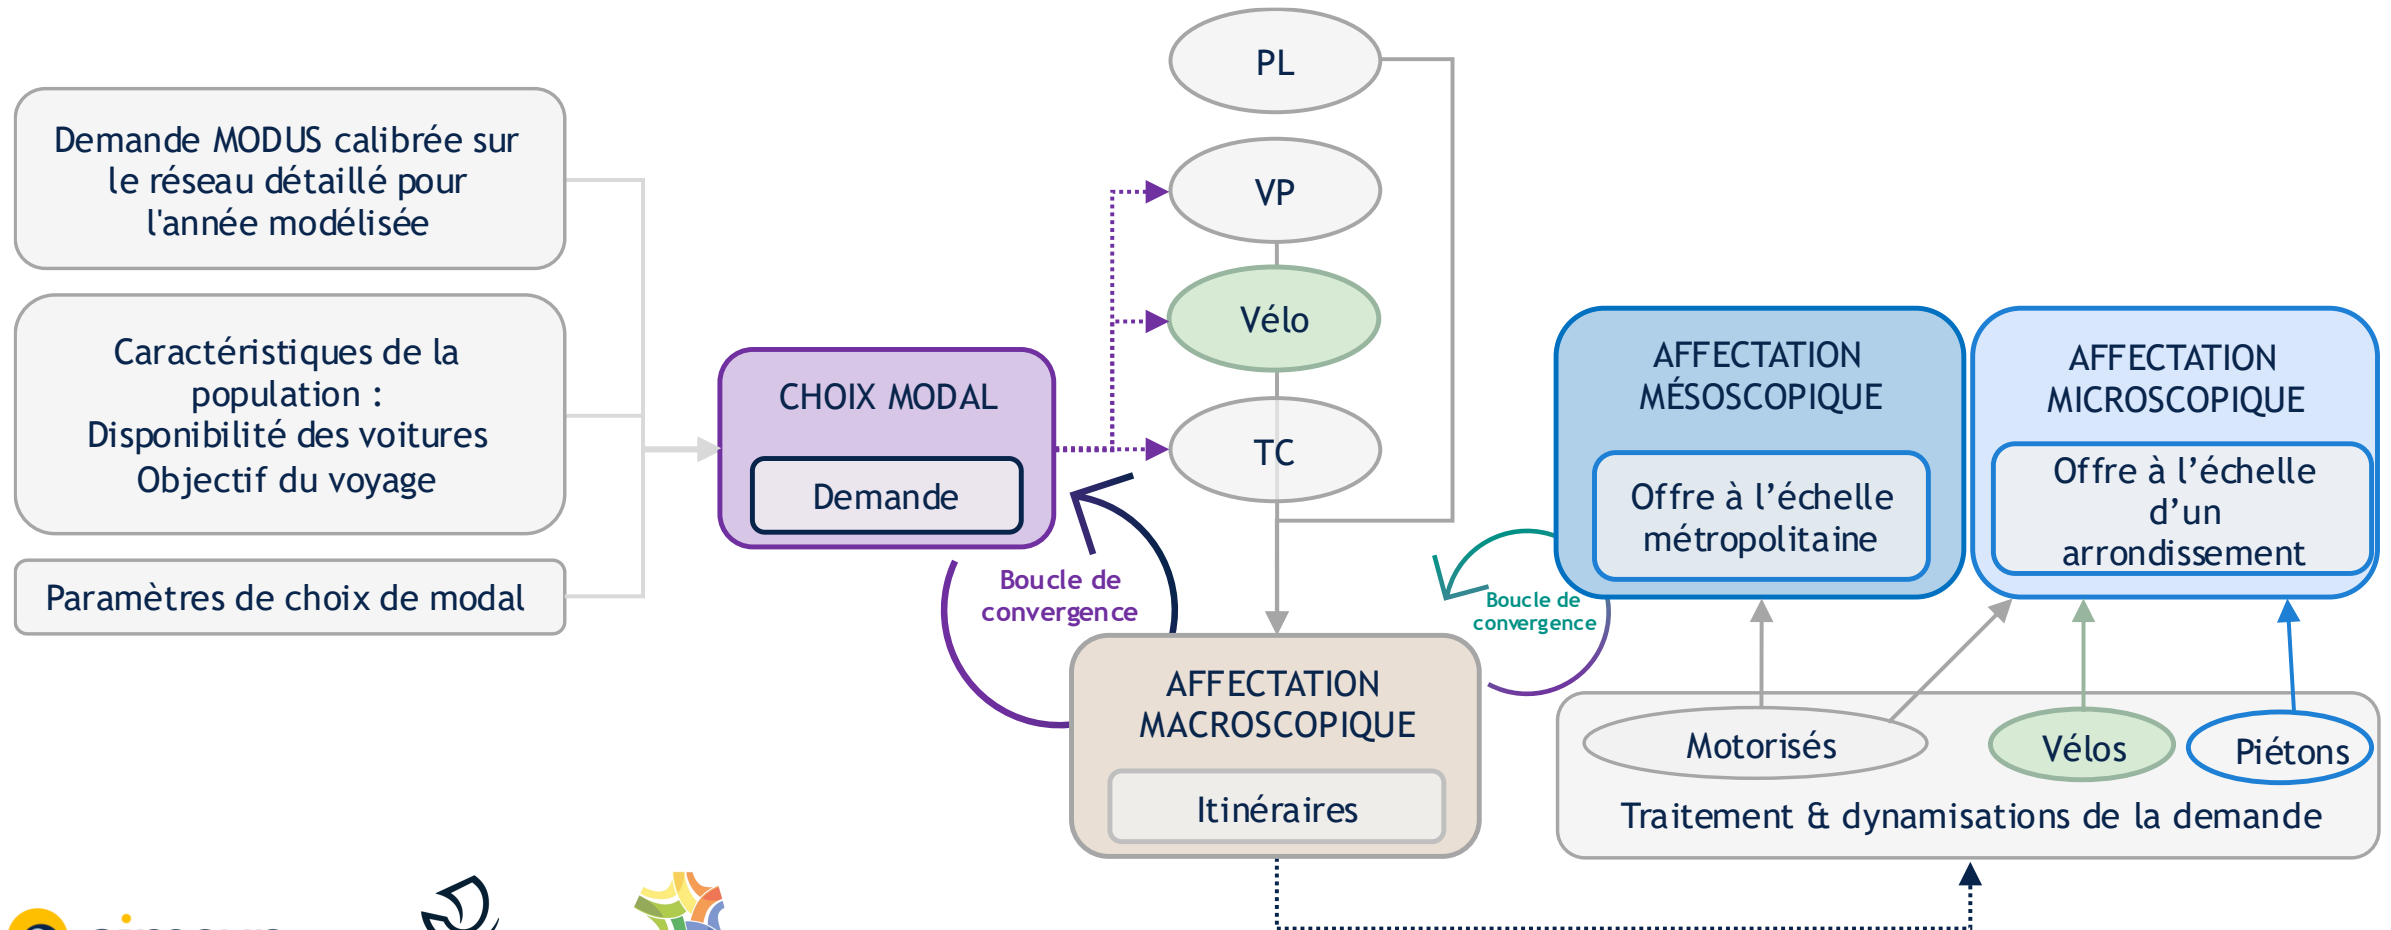 PL
VP
Vélo
TC
Demande MODUS calibrée sur
le réseau détaillé pour
l'année modélisée
Caractéristiques de la
population :
Disponibilité des voitures
Objectif du voyage
Paramètres de choix de modal
CHOIX MODAL
Demande
Boucle de
convergence
AFFECTATION
MACROSCOPIQUE
Itinéraires
Boucle de
convergence
AFFECTATION
MÉSOSCOPIQUE
Offre à l’échelle
métropolitaine
AFFECTATION
MICROSCOPIQUE
Offre à l’échelle
d’un
arrondissement
Motorisés
Vélos
Piétons
Traitement & dynamisations de la demande